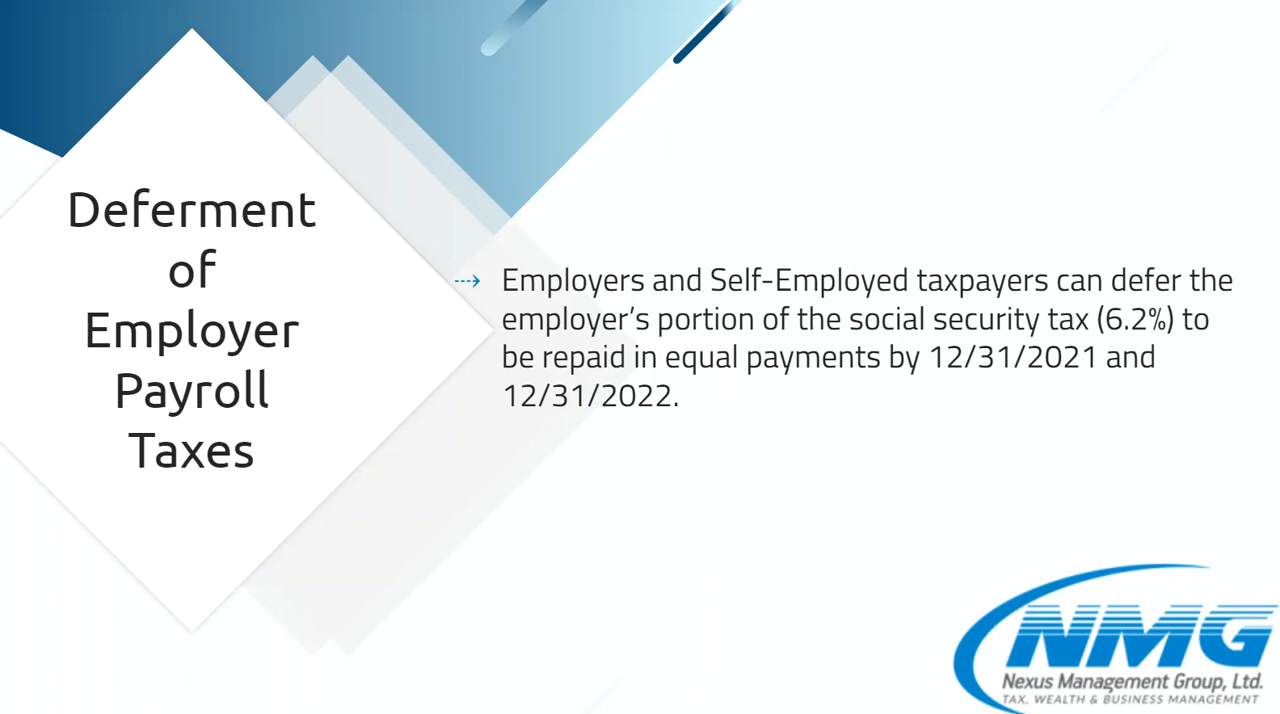 Deferment
of
Employer
Payroll
Taxes
Employers and Self-Employed taxpayers can defer the
employer’s portion of the social security tax (6.2%) to
be repaid in equal payments by 12/31/2021 and
12/31/2022.
NMG
Nexus Management Group, Ltd.
TAX, WEALTH & BUSINESS MANAGEMENT